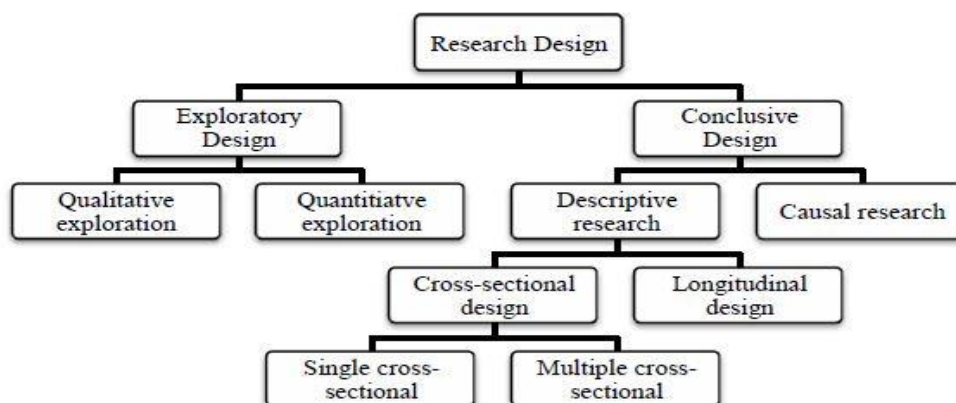 Research Design
Exploratory
Design
Conclusive
Design
Qualitative
exploration
Quantitiatve
exploration
Descriptive
research
Causal research
Cross-sectional
design
Longitudinal
design
Single cross-
sectional
Multiple cross-
sectional